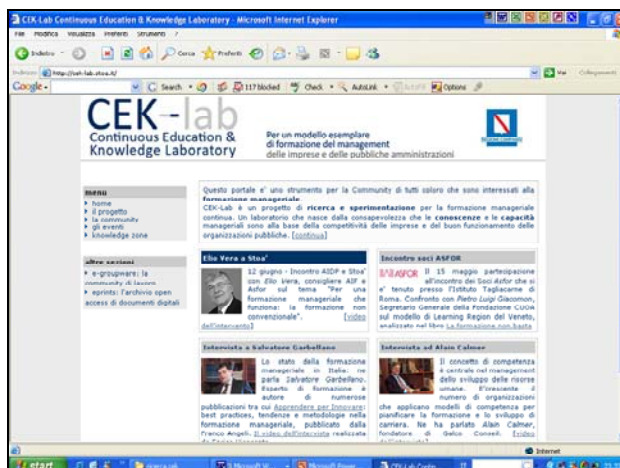 CEK-Lab Continuous Education & Knowledge Laboratory - Microsoft Internet Explorer
File Modifica Visualizza Preferiti Strumenti ?
Indietro Cerca Preferiti
Indirizzo Vai Collegamenti
Google Search 117 blocked Check AutoLink Options
CEK-lab
Continuous Education &
Knowledge Laboratory
Per un modello esemplare
di formazione del management
delle imprese e delle pubbliche amministrazioni
menu
home
il progetto
la community
gli eventi
knowledge zone
altre sezioni
e-groupware: la
community di lavoro
eprints: l'archivio open
access di documenti digitali
Questo portale e' uno strumento per la Community di tutti coloro che sono interessati alla
formazione manageriale.
CEK-Lab è un progetto di ricerca e sperimentazione per la formazione manageriale
continua. Un laboratorio che nasce dalla consapevolezza che le conoscenze e le capacità
manageriali sono alla base della competitività delle imprese e del buon funzionamento delle
organizzazioni pubbliche. [continua]
Elio Vera a Stoa'
12 giugno - Incontro AIDP e Stoa'
con Elio Vera, consigliere AIF e
Asfor sul tema "Per una
formazione manageriale che
funziona: la formazione non
convenzionale". [video
dell'intervento]
Incontro soci ASFOR
ASFOR Il 15 maggio partecipazione
all'incontro dei Soci Asfor che si
e' tenuto presso l'Istituto Tagliacarne di
Roma. Confronto con Pietro Luigi Giacomon,
Segretario Generale della Fondazione CUOA
sul modello di Learning Region del Veneto,
analizzato nel libro La formazione non basta
Intervista a Salvatore Garbellano
Lo stato della formazione
manageriale in Italia: ne
parla Salvatore Garbellano.
Esperto di formazione è
autore di numerose
pubblicazioni tra cui Apprendere per Innovare:
best practices, tendenze e metodologie nella
formazione manageriale, pubblicato dalla
Franco Angeli. Il video dell'intervista realizzata
Intervista ad Alain Calmer
Il concetto di competenza
è centrale nel management
dello sviluppo delle risorse
umane. E'crescente il
numero di organizzazioni
che applicano modelli di competenza per
pianificare la formazione e lo sviluppo di
carriera. Ne ha parlato Alain Calmer,
fondatore di Gelco Conseil. [video
Internet
start